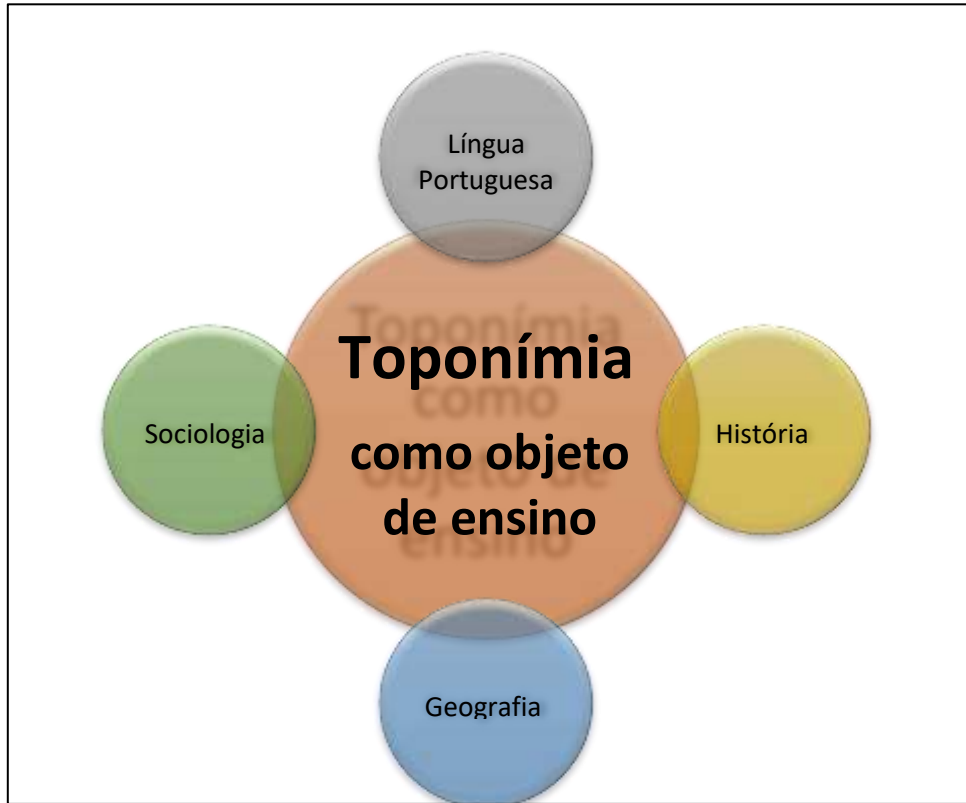 Língua
Portuguesa
Toponímia
como objeto
de ensino
Sociologia
História
Geografia